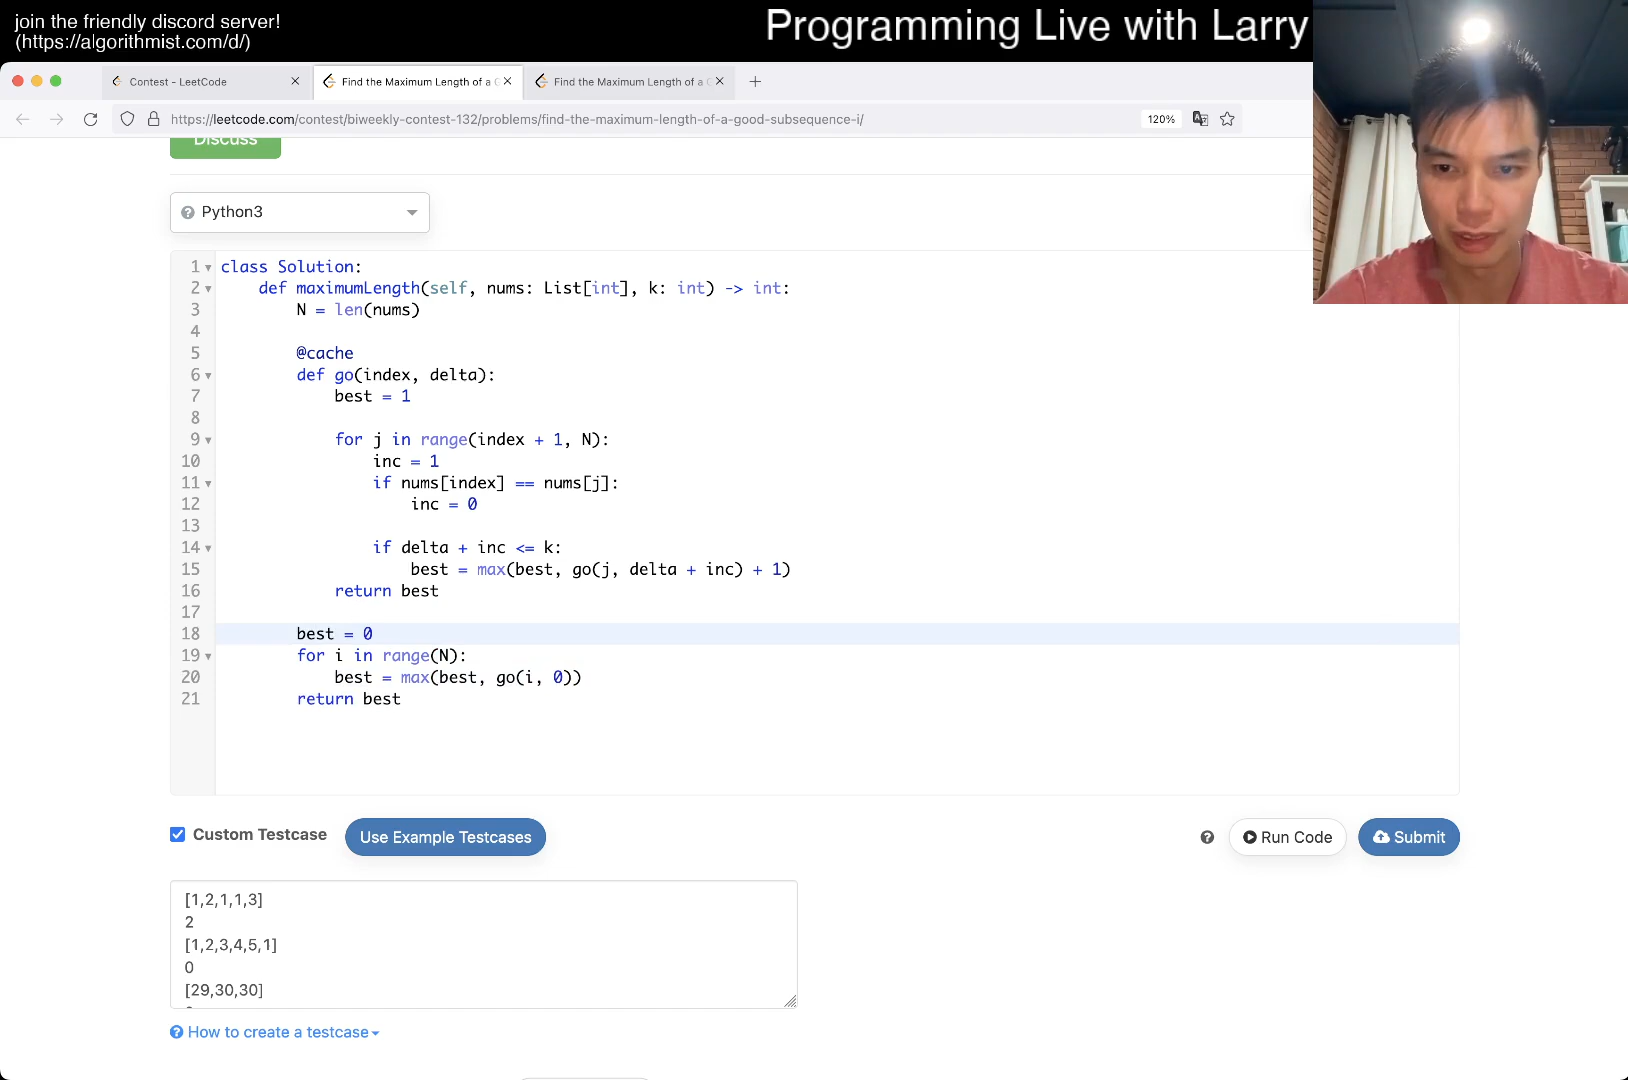 join the friendly discord server!
(https://algorithmist.com/d/)
Programming Live with Larry
Contest - LeetCode
Find the Maximum Length of a G
Find the Maximum Length of a G
https://leetcode.com/contest/biweekly-contest-132/problems/find-the-maximum-length-of-a-good-subsequence-i/
120%
Discuss
Python3
1 class Solution:
2 def maximumLength(self, nums: List[int], k: int) -> int:
3 N = len(nums)
4
5 @cache
6 def go(index, delta):
7 best = 1
8
9 for j in range(index + 1, N):
10 inc = 1
11 if nums[index] == nums[j]:
12 inc = 0
13
14 if delta + inc <= k:
15 best = max(best, go(j, delta + inc) + 1)
16 return best
17
18 best = 0
19 for i in range(N):
20 best = max(best, go(i, 0))
21 return best
Custom Testcase
Use Example Testcases
Run Code
Submit
[1,2,1,1,3]
2
[1,2,3,4,5,1]
0
[29,30,30]
How to create a testcase